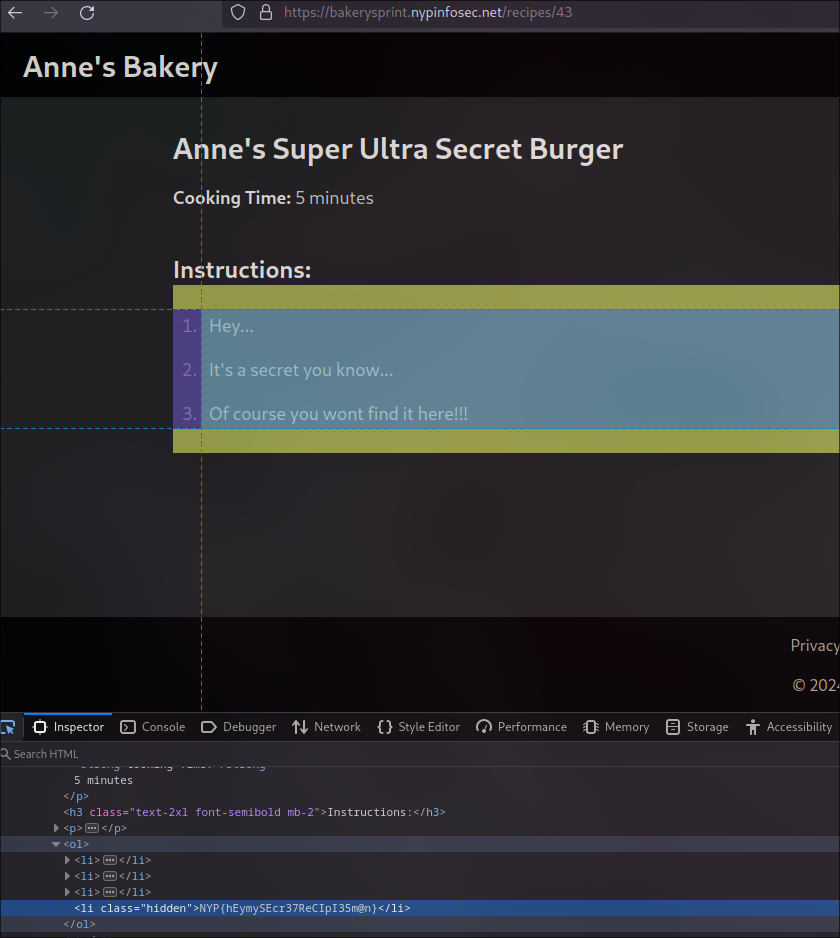 https://bakerysprint.nypinfosec.net/recipes/43
Anne's Bakery
Anne's Super Ultra Secret Burger
Cooking Time: 5 minutes
Instructions:
1. Hey...
2. It's a secret you know...
3. Of course you wont find it here!!!
Privacy
© 2024
Inspector Console Debugger Network Style Editor Performance Memory Storage Accessibility
Search HTML
5 minutes
</p>
<h3 class="text-2xl font-semibold mb-2">Instructions:</h3>
<p></p>
<ol>
<li></li>
<li></li>
<li></li>
<li class="hidden">NYP{hEymySEcr37ReCIpI35m@n}</li>
</ol>